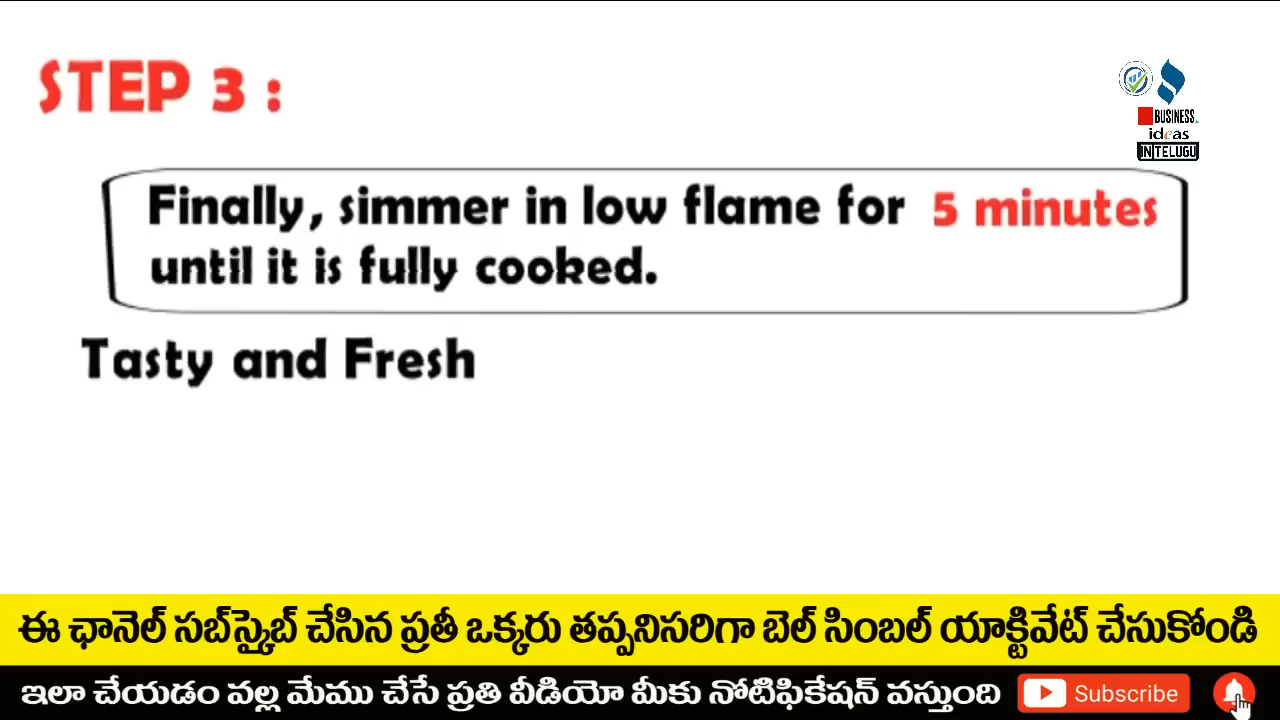 STEP 3 :
BUSINESS.
ideas
IN TELUGU
Finally, simmer in low flame for 5 minutes
until it is fully cooked.
Tasty and Fresh
ఈ ఛానెల్ సబ్‌స్కైబ్ చేసిన ప్రతీ ఒక్కరు తప్పనిసరిగా బెల్ సింబల్ యాక్టివేట్ చేసుకోండి
ఇలా చేయడం వల్ల మేము చేసే ప్రతి వీడియో మీకు నోటిఫికేషన్ వస్తుంది Subscribe